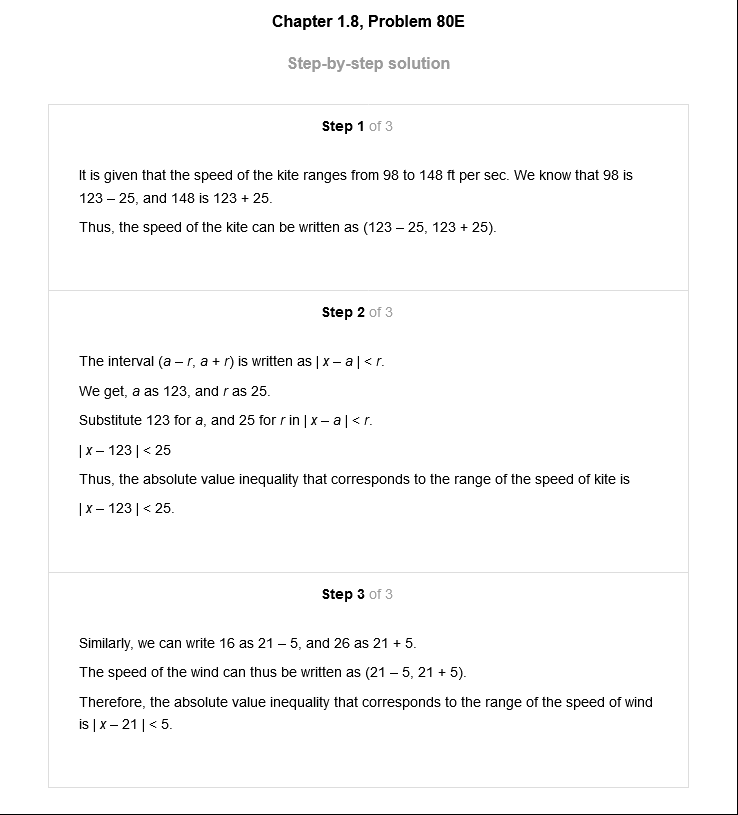 Chapter 1.8, Problem 80E
Step-by-step solution
Step 1 of 3
It is given that the speed of the kite ranges from 98 to 148 ft per sec. We know that 98 is
123 – 25, and 148 is 123 + 25.
Thus, the speed of the kite can be written as (123 – 25, 123 + 25).
Step 2 of 3
The interval (a – r, a + r) is written as | x – a | < r.
We get, a as 123, and r as 25.
Substitute 123 for a, and 25 for r in | x – a | < r.
| x – 123 | < 25
Thus, the absolute value inequality that corresponds to the range of the speed of kite is
| x – 123 | < 25.
Step 3 of 3
Similarly, we can write 16 as 21 – 5, and 26 as 21 + 5.
The speed of the wind can thus be written as (21 – 5, 21 + 5).
Therefore, the absolute value inequality that corresponds to the range of the speed of wind
is | x – 21 | < 5.